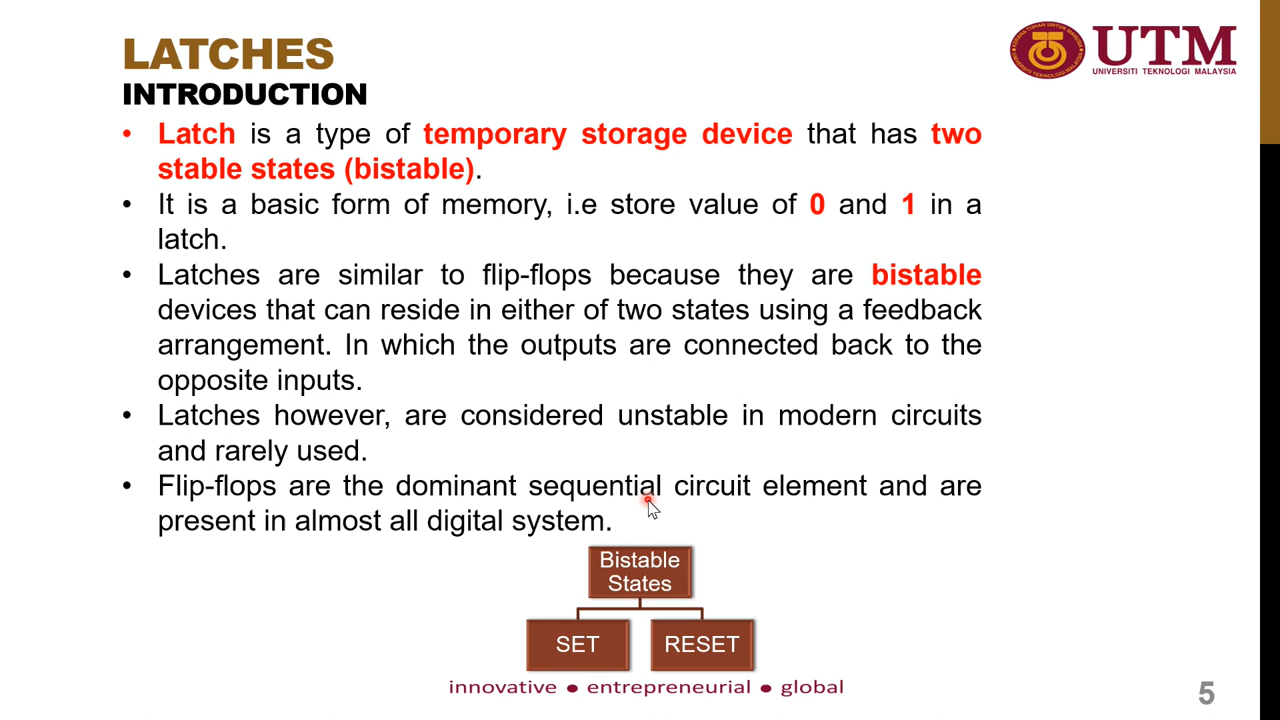 LATCHES
INTRODUCTION
UTM
UNIVERSITI TEKNOLOGI MALAYSIA
• Latch is a type of temporary storage device that has two
stable states (bistable).
• It is a basic form of memory, i.e store value of 0 and 1 in a
latch.
• Latches are similar to flip-flops because they are bistable
devices that can reside in either of two states using a feedback
arrangement. In which the outputs are connected back to the
opposite inputs.
• Latches however, are considered unstable in modern circuits
and rarely used.
• Flip-flops are the dominant sequential circuit element and are
present in almost all digital system.
Bistable
States
SET
RESET
innovative ● entrepreneurial ● global
5